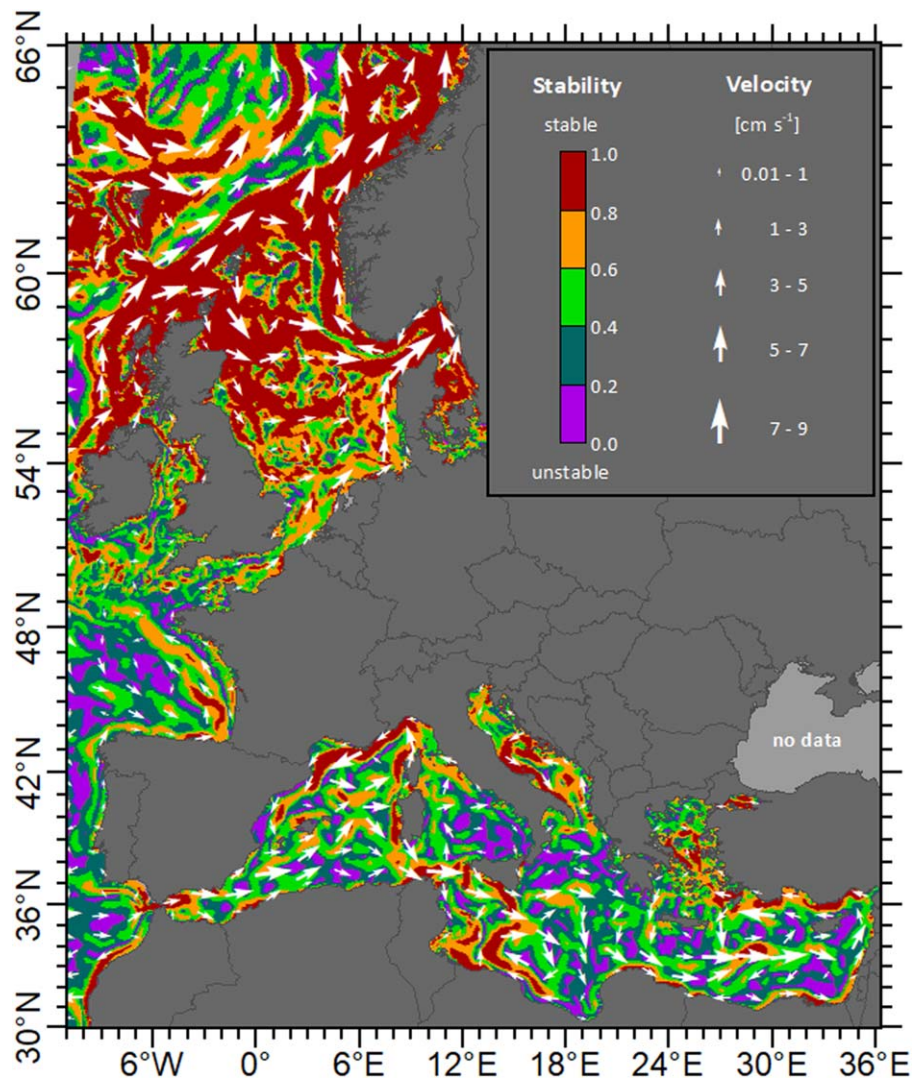 66°N
60°N
54°N
48°N
42°N
36°N
30°N
Stability
stable
1.0
0.8
0.6
0.4
0.2
0.0
unstable
Velocity
[cm s⁻¹]
0.01 - 1
1 - 3
3 - 5
5 - 7
7 - 9
no data
6°W 0° 6°E 12°E 18°E 24°E 30°E 36°E